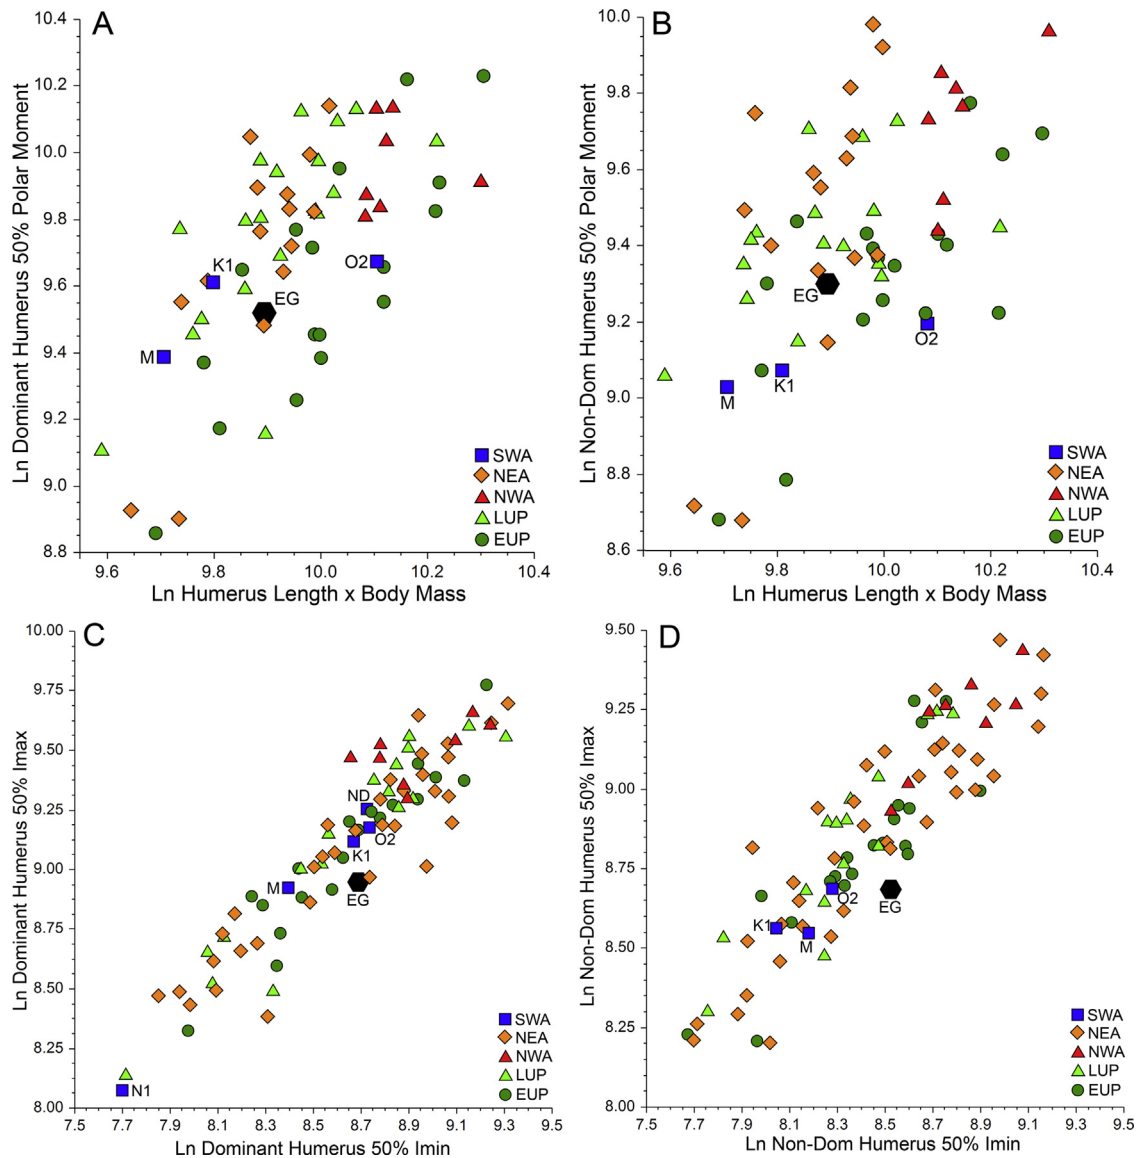 A
Ln Dominant Humerus 50% Polar Moment
10.4
10.2
10.0
9.8
9.6
9.4
9.2
9.0
8.8
K1
O2
EG
M
SWA
NEA
NWA
LUP
EUP
9.6 9.8 10.0 10.2 10.4
Ln Humerus Length x Body Mass
B
Ln Non-Dom Humerus 50% Polar Moment
10.0
9.8
9.6
9.4
9.2
9.0
8.8
8.6
EG
O2
K1
M
SWA
NEA
NWA
LUP
EUP
9.6 9.8 10.0 10.2 10.4
Ln Humerus Length x Body Mass
C
Ln Dominant Humerus 50% Imax
10.00
9.75
9.50
9.25
9.00
8.75
8.50
8.25
8.00
ND
O2
K1
M
EG
N1
SWA
NEA
NWA
LUP
EUP
7.5 7.7 7.9 8.1 8.3 8.5 8.7 8.9 9.1 9.3 9.5
Ln Dominant Humerus 50% Imin
D
Ln Non-Dom Humerus 50% Imax
9.50
9.25
9.00
8.75
8.50
8.25
8.00
O2
EG
K1
M
SWA
NEA
NWA
LUP
EUP
7.5 7.7 7.9 8.1 8.3 8.5 8.7 8.9 9.1 9.3 9.5
Ln Non-Dom Humerus 50% Imin